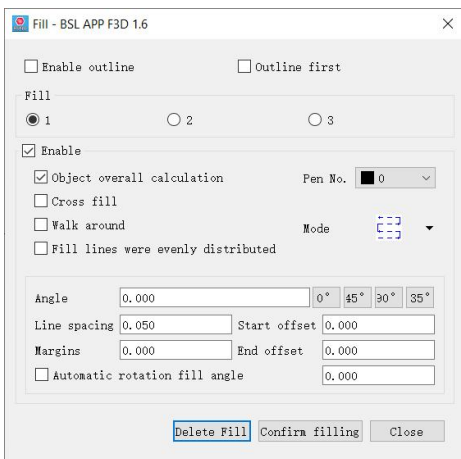 Fill - BSL APP F3D 1.6
Enable outline Outline first
Fill
1 2 3
Enable
Object overall calculation Pen No. 0
Cross fill
Walk around Mode
Fill lines were evenly distributed
Angle 0.000 0° 45° 90° 35°
Line spacing 0.050 Start offset 0.000
Margins 0.000 End offset 0.000
Automatic rotation fill angle 0.000
Delete Fill Confirm filling Close